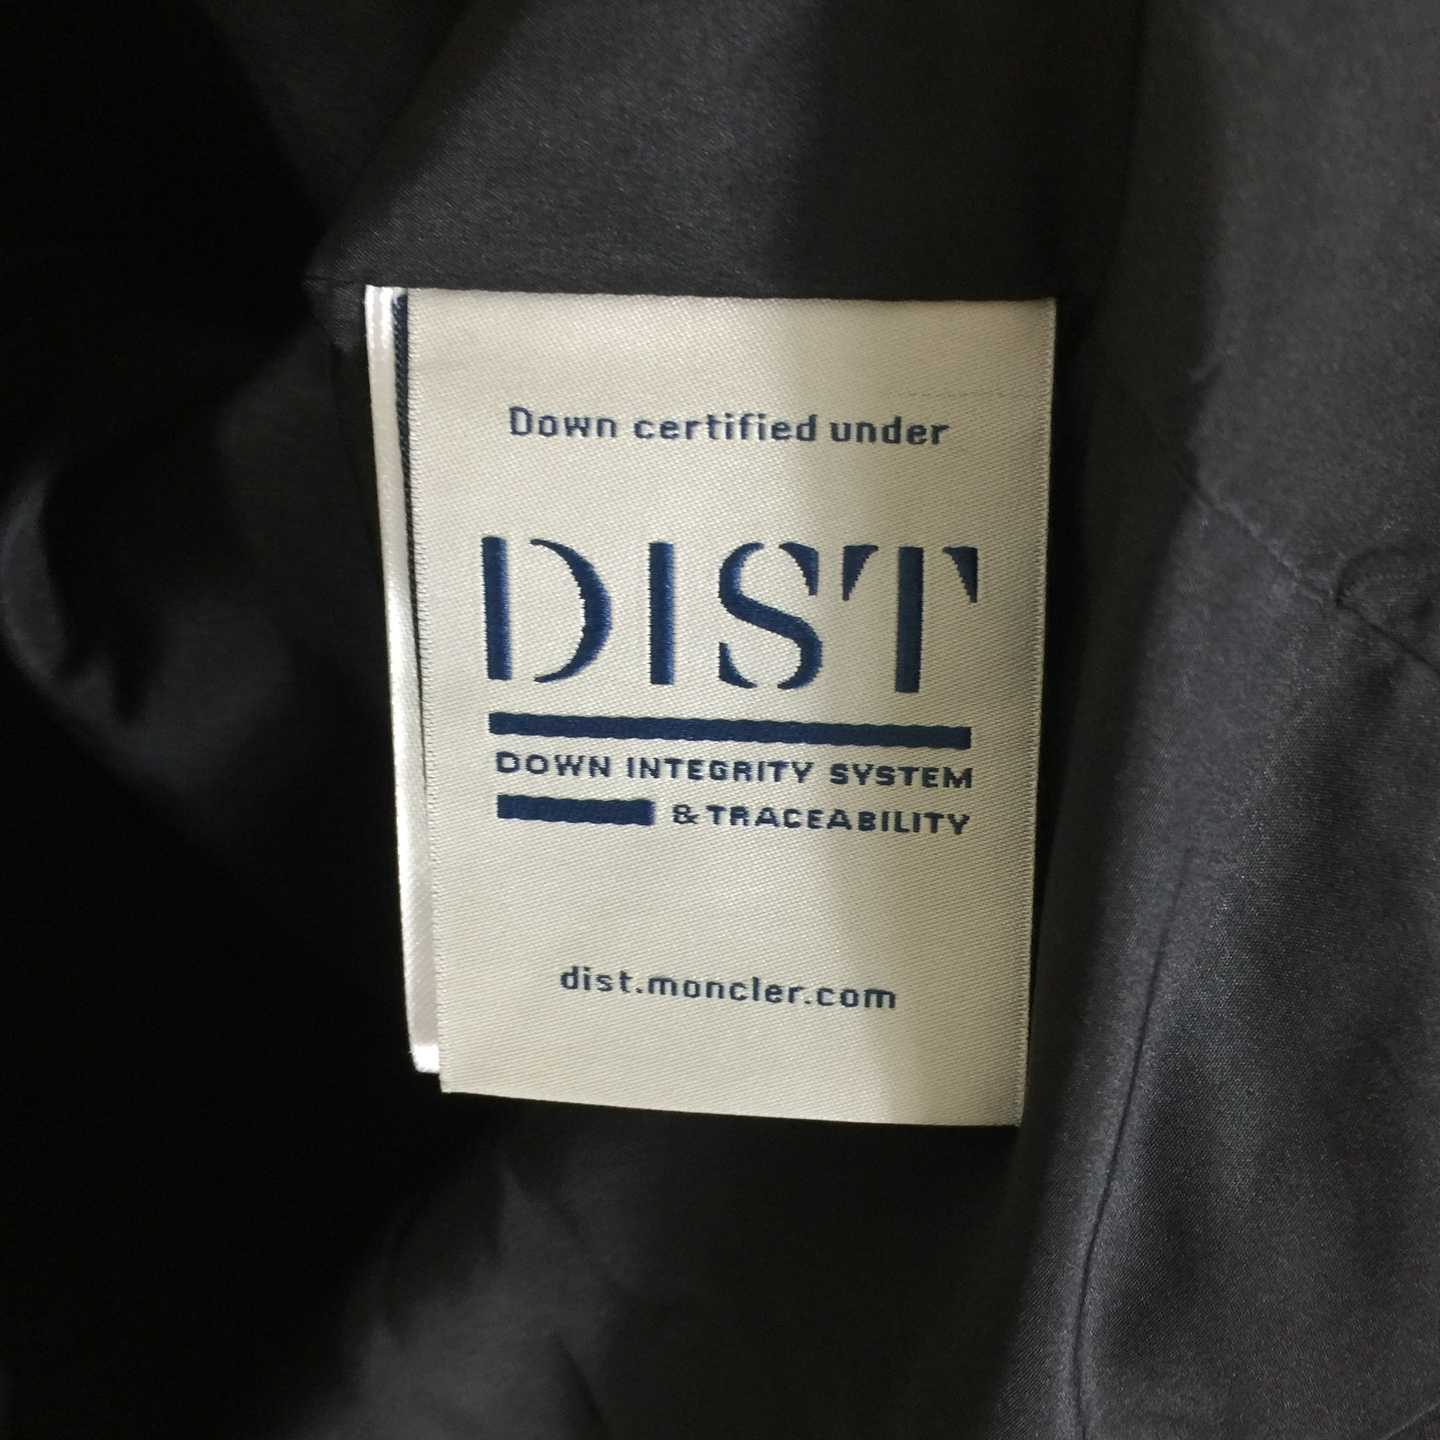 Down certified under
DIST
DOWN INTEGRITY SYSTEM
& TRACEABILITY
dist.moncler.com